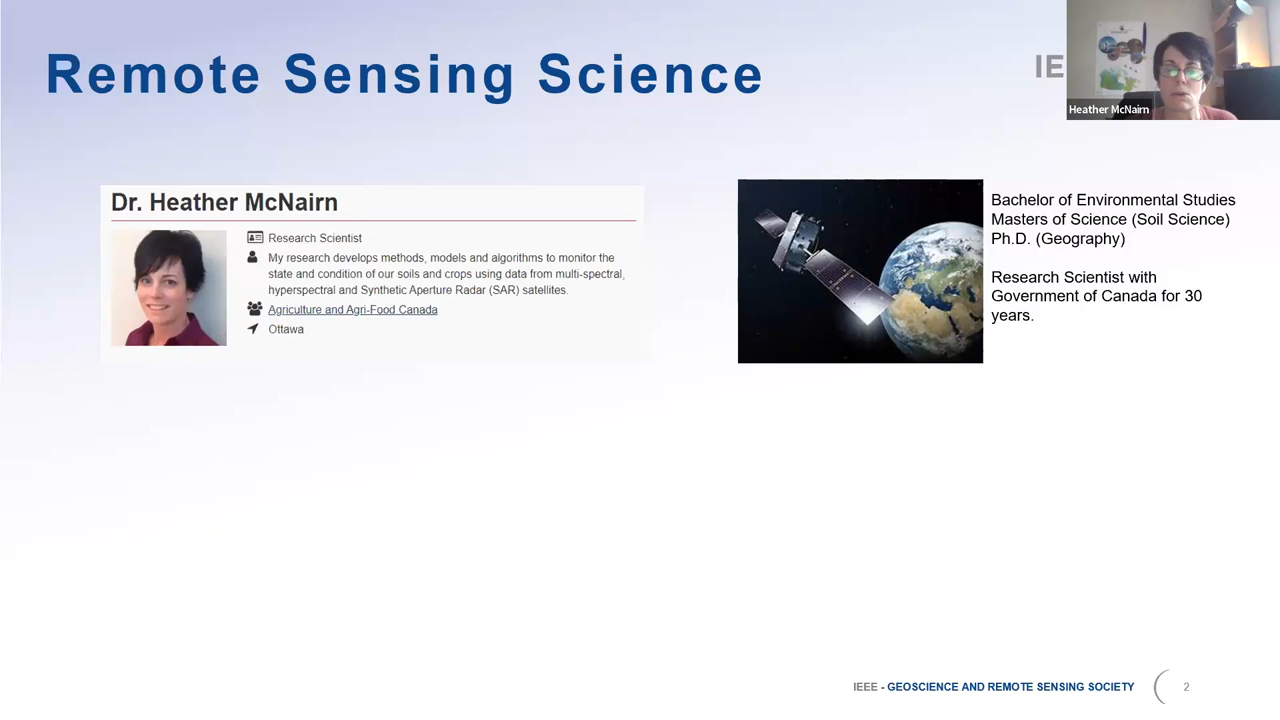 Remote Sensing Science
IE
Heather McNairn
Dr. Heather McNairn
Research Scientist
My research develops methods, models and algorithms to monitor the
state and condition of our soils and crops using data from multi-spectral,
hyperspectral and Synthetic Aperture Radar (SAR) satellites.
Agriculture and Agri-Food Canada
Ottawa
Bachelor of Environmental Studies
Masters of Science (Soil Science)
Ph.D. (Geography)
Research Scientist with
Government of Canada for 30
years.
IEEE - GEOSCIENCE AND REMOTE SENSING SOCIETY
2